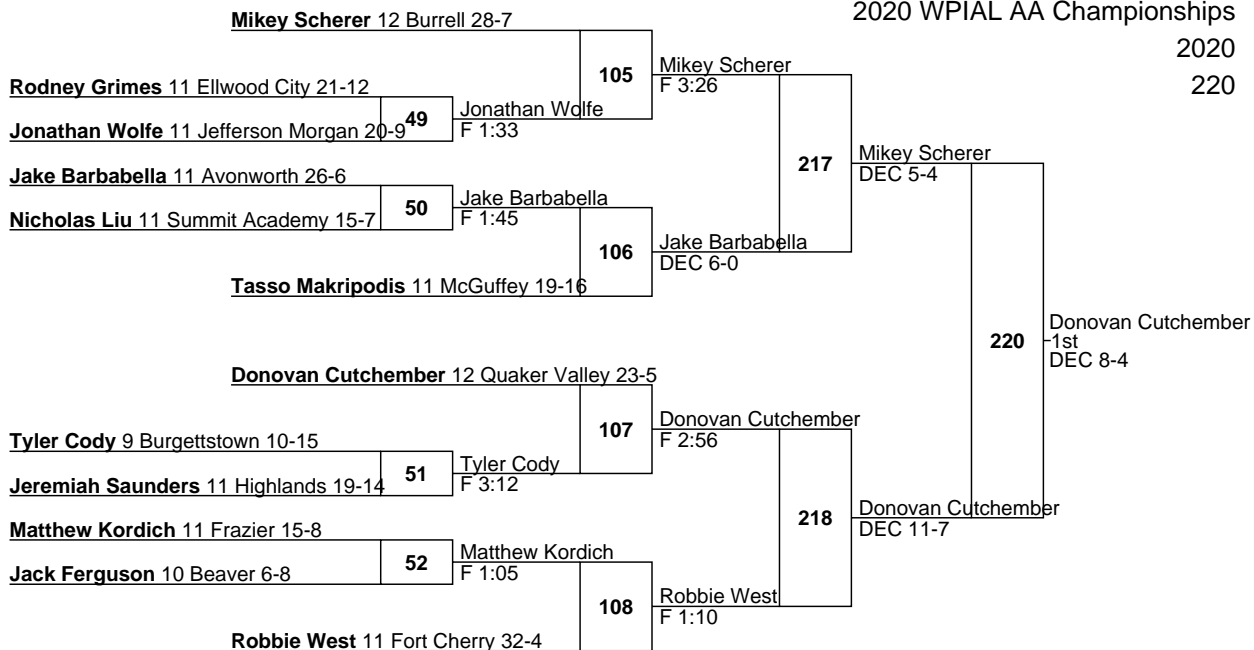 2020 WPIAL AA Championships
2020
220
Mikey Scherer 12 Burrell 28-7
105
Mikey Scherer
F 3:26
Rodney Grimes 11 Ellwood City 21-12
49
Jonathan Wolfe
F 1:33
Jonathan Wolfe 11 Jefferson Morgan 20-9
217
Mikey Scherer
DEC 5-4
Jake Barbabella 11 Avonworth 26-6
50
Jake Barbabella
F 1:45
Nicholas Liu 11 Summit Academy 15-7
106
Jake Barbabella
DEC 6-0
Tasso Makripodis 11 McGuffey 19-16
220
Donovan Cutchember
1st
DEC 8-4
Donovan Cutchember 12 Quaker Valley 23-5
107
Donovan Cutchember
F 2:56
Tyler Cody 9 Burgettstown 10-15
51
Tyler Cody
F 3:12
Jeremiah Saunders 11 Highlands 19-14
218
Donovan Cutchember
DEC 11-7
Matthew Kordich 11 Frazier 15-8
52
Matthew Kordich
F 1:05
Jack Ferguson 10 Beaver 6-8
108
Robbie West
F 1:10
Robbie West 11 Fort Cherry 32-4